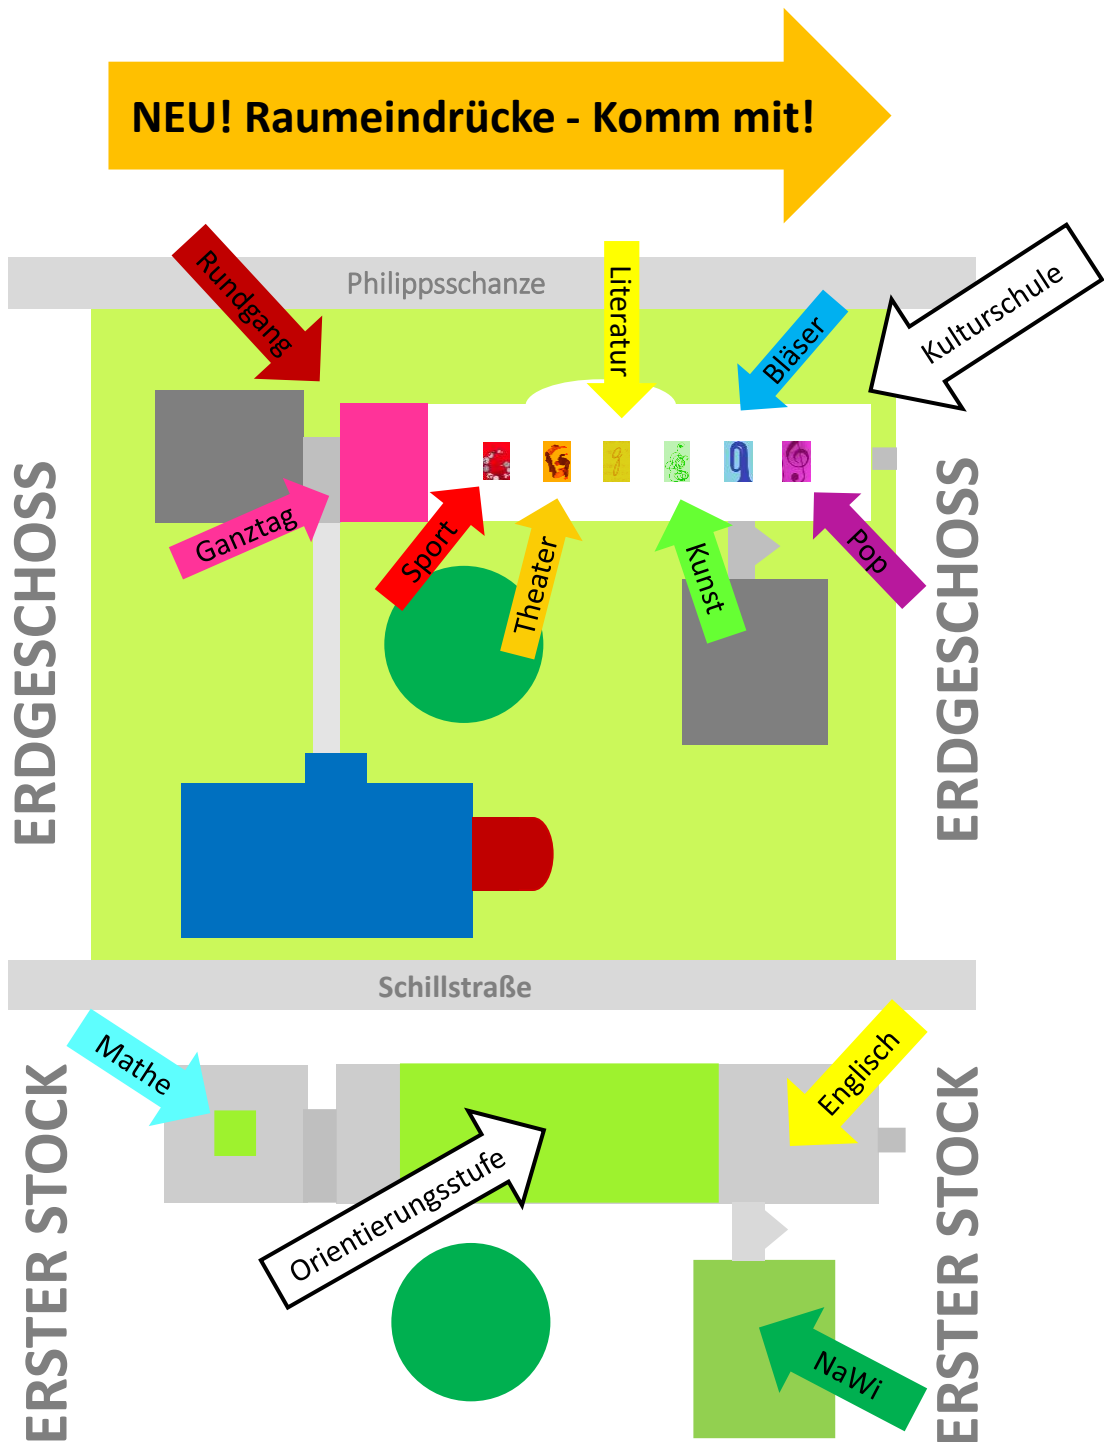 NEU! Raumeindrücke - Komm mit!
Philippsschanze
Rundgang
Literatur
Bläser
Kulturschule
ERDGESCHOSS
ERDGESCHOSS
Ganztag
Sport
Theater
Kunst
Pop
Schillstraße
Mathe
Englisch
ERSTER STOCK
ERSTER STOCK
Orientierungsstufe
NaWi